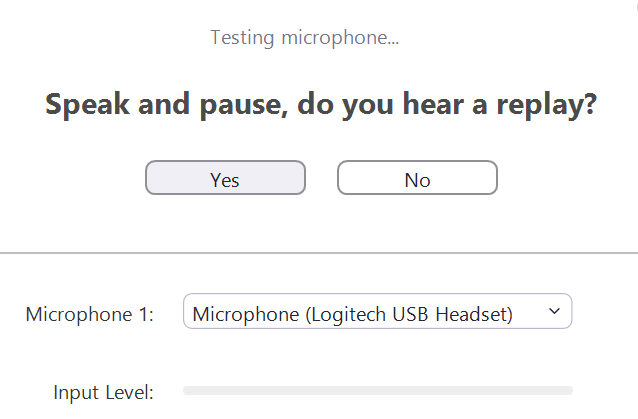 Testing microphone...
Speak and pause, do you hear a replay?
Yes No
Microphone 1: Microphone (Logitech USB Headset)
Input Level: